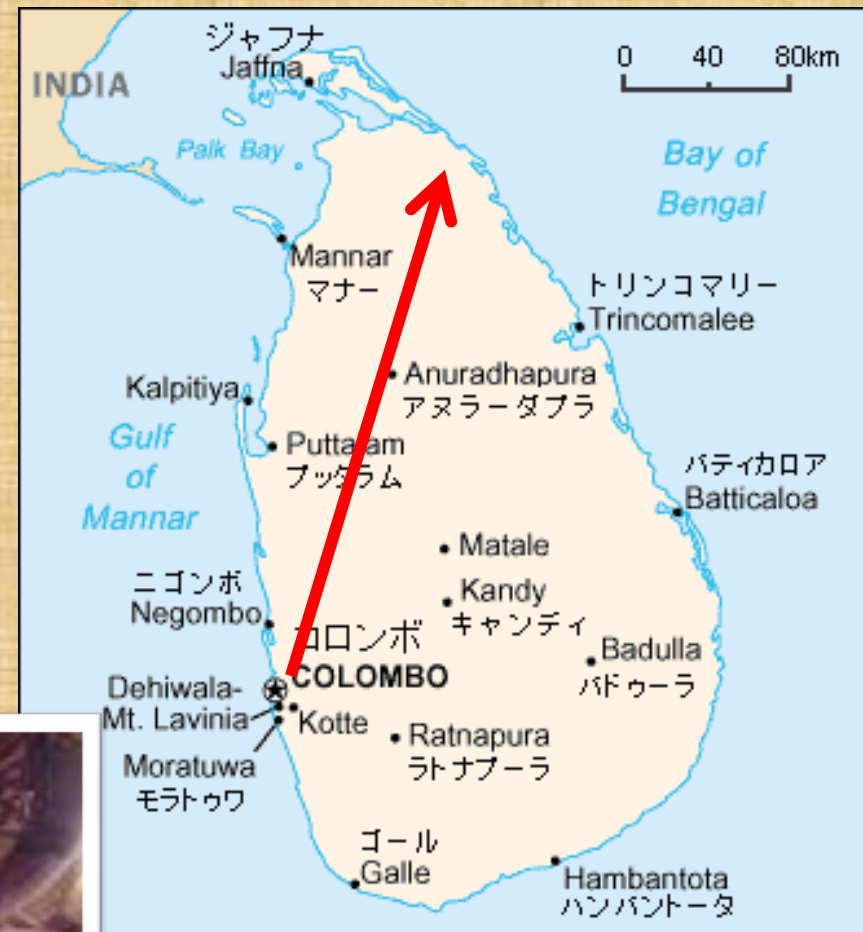 ジャフナ
Jaffna
0 40 80km
INDIA
Palk Bay
Bay of
Bengal
Mannar
マナー
トリンコマリー
Trincomalee
Anuradhapura
アヌラーダプラ
Kalpitiya
Gulf
of
Mannar
Puttalam
プッタラム
バティカロア
Batticaloa
Matale
Kandy
キャンディ
ニゴンボ
Negombo
コロンボ
COLOMBO
Badulla
バドゥーラ
Dehiwala-
Mt. Lavinia
Kotte
Moratuwa
モラトゥワ
Ratnapura
ラトナプーラ
ゴール
Galle
Hambantota
ハンバントータ